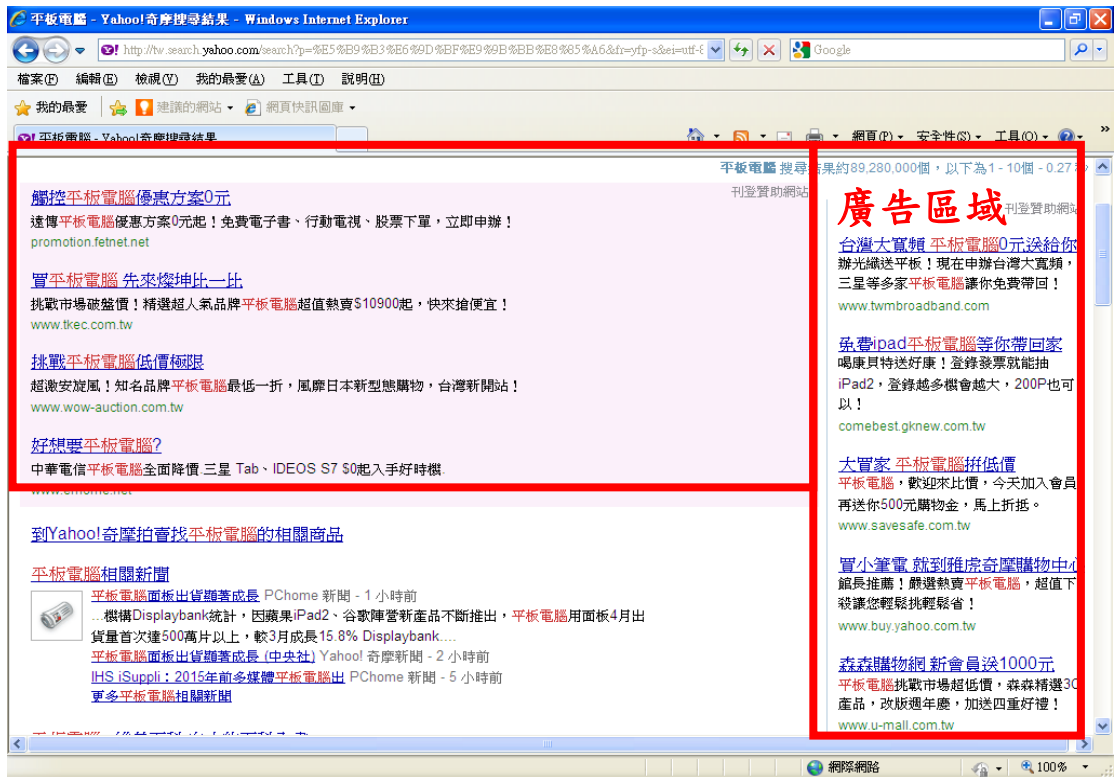 平板電腦 - Yahoo!奇摩搜尋結果 - Windows Internet Explorer
http://tw.search.yahoo.com/search?p=%E5%B9%B3%E6%9D%BF%E9%9B%BB%E8%85%A6&fr=yfp-s&ei=utf-8
Google
檔案(F) 編輯(E) 檢視(V) 我的最愛(A) 工具(T) 說明(H)
我的最愛 建議的網站 網頁快訊圖庫
平板電腦 - Yahoo!奇摩搜尋結果
網頁(P) 安全性(S) 工具(O) »
平板電腦 搜尋結果約89,280,000個，以下為1 - 10個 - 0.27
刊登贊助網站
觸控平板電腦優惠方案0元
遠傳平板電腦優惠方案0元起！免費電子書、行動電視、股票下單，立即申辦！
promotion.fetnet.net
買平板電腦 先來燦坤比一比
挑戰市場破盤價！精選超人氣品牌平板電腦超值熱賣$10900起，快來搶便宜！
www.tkec.com.tw
挑戰平板電腦低價極限
超激安旋風！知名品牌平板電腦最低一折，風靡日本新型態購物，台灣新開站！
www.wow-auction.com.tw
好想要平板電腦?
中華電信平板電腦全面降價 三星 Tab、IDEOS S7 $0起入手好時機.
www.emome.net
到Yahoo!奇摩拍賣找平板電腦的相關商品
平板電腦相關新聞
平板電腦面板出貨顯著成長 PChome 新聞 - 1 小時前
...機構Displaybank統計，因蘋果iPad2、谷歌陣營新產品不斷推出，平板電腦用面板4月出
貨量首次達500萬片以上，較3月成長15.8% Displaybank....
平板電腦面板出貨顯著成長 (中央社) Yahoo! 奇摩新聞 - 2 小時前
IHS iSuppli：2015年前多媒體平板電腦出 PChome 新聞 - 5 小時前
更多平板電腦相關新聞
廣告區域
刊登贊助網站
台灣大寬頻 平板電腦0元送給你
辦光纖送平板！現在申辦台灣大寬頻，
三星等多家平板電腦讓你免費帶回！
www.twmbroadband.com
免費ipad平板電腦等你帶回家
喝康貝特送好康！登錄發票就能抽
iPad2，登錄越多機會越大，200P也可
以！
comebest.gknew.com.tw
大買家 平板電腦拼低價
平板電腦，歡迎來比價，今天加入會員
再送你500元購物金，馬上折抵。
www.savesafe.com.tw
買小筆電 就到雅虎奇摩購物中心
館長推薦！嚴選熱賣平板電腦，超值下
殺讓您輕鬆挑輕鬆省！
www.buy.yahoo.com.tw
森森購物網 新會員送1000元
平板電腦挑戰市場超低價，森森精選3C
產品，改版週年慶，加送四重好禮！
www.u-mall.com.tw
網際網路 100%